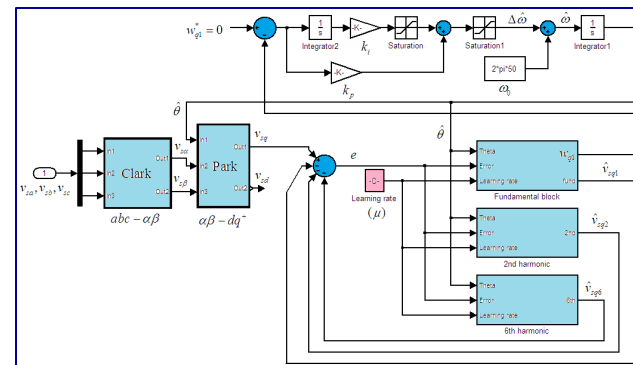 w*q1 = 0
1
s
Integrator2
-K-
ki
Saturation
Saturation1
Δω̂
ω̂
1
s
Integrator1
-K-
kp
2*pi*50
ω0
θ̂
θ̂
1
vsa, vsb, vsc
In1
In2
In3
Clark
Out1
Out2
abc − αβ
vsα
vsβ
In1
In2
In3
Park
Out1
Out2
αβ − dq+
vsq
vsd
e
-C-
Learning rate
(μ)
Theta
Error
Learning rate
wq1
fund
Fundamental block
v̂sq1
Theta
Error
Learning rate
2nd
2nd harmonic
v̂sq2
Theta
Error
Learning rate
6th
6th harmonic
v̂sq6